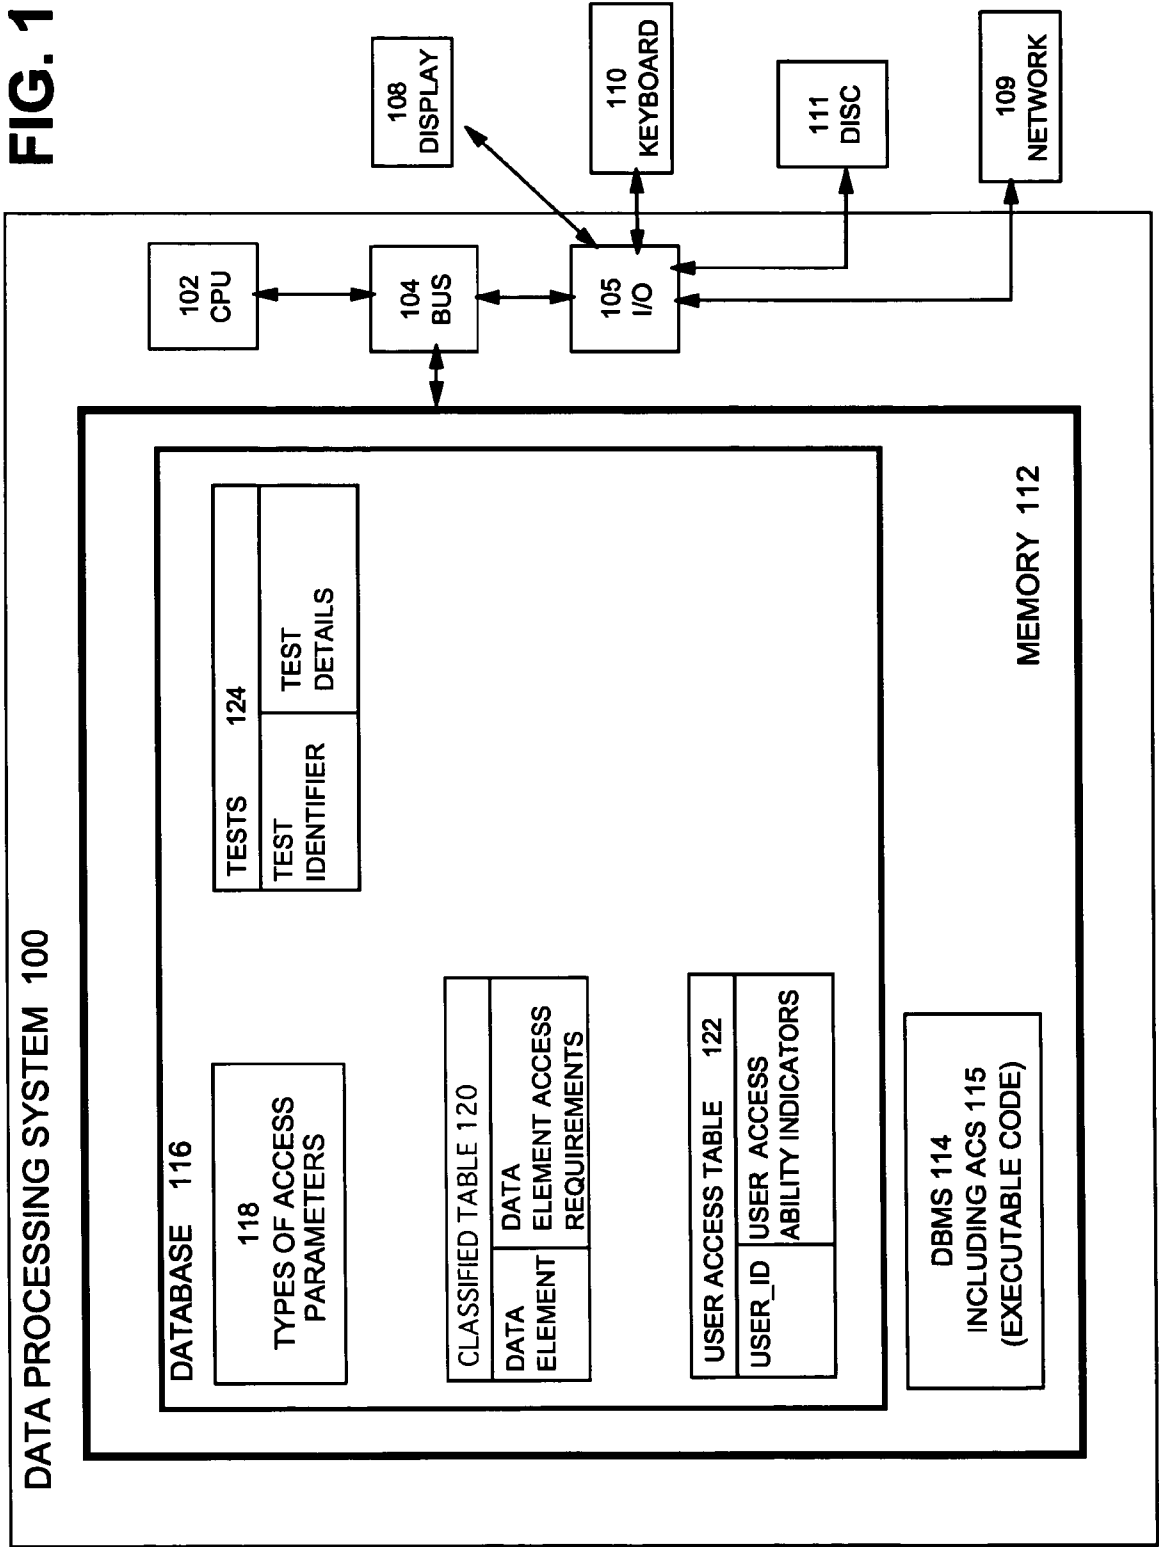 FIG. 1
DATA PROCESSING SYSTEM 100
DATABASE 116
118
TYPES OF ACCESS
PARAMETERS
TESTS 124
TEST
IDENTIFIER
TEST
DETAILS
CLASSIFIED TABLE 120
DATA
ELEMENT
DATA
ELEMENT ACCESS
REQUIREMENTS
USER ACCESS TABLE 122
USER_ID
USER ACCESS
ABILITY INDICATORS
DBMS 114
INCLUDING ACS 115
(EXECUTABLE CODE)
MEMORY 112
102
CPU
104
BUS
105
I/O
108
DISPLAY
110
KEYBOARD
111
DISC
109
NETWORK